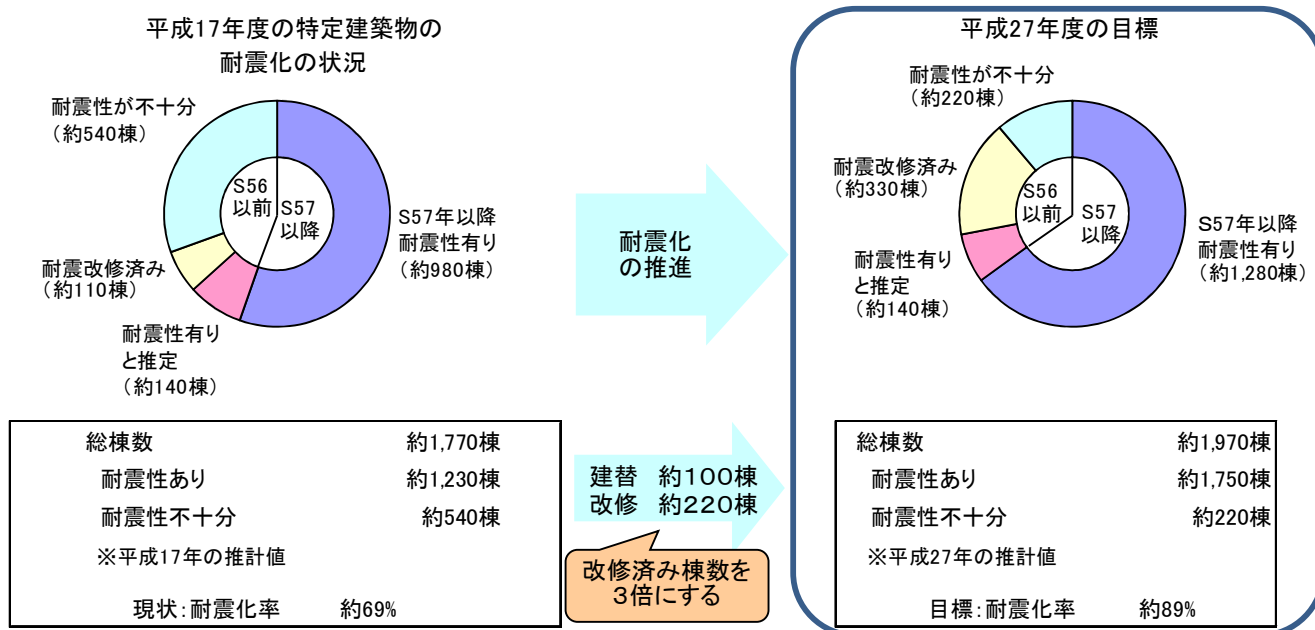 平成17年度の特定建築物の
耐震化の状況
耐震性が不十分
（約540棟）
S56
以前
S57
以降
S57年以降
耐震性有り
（約980棟）
耐震改修済み
（約110棟）
耐震性有り
と推定
（約140棟）
耐震化
の推進
平成27年度の目標
耐震性が不十分
（約220棟）
耐震改修済み
（約330棟）
S56
以前
S57
以降
S57年以降
耐震性有り
（約1,280棟）
耐震性有り
と推定
（約140棟）
総棟数 約1,770棟
耐震性あり 約1,230棟
耐震性不十分 約540棟
※平成17年の推計値
現状：耐震化率 約69%
建替 約100棟
改修 約220棟
改修済み棟数を
3倍にする
総棟数 約1,970棟
耐震性あり 約1,750棟
耐震性不十分 約220棟
※平成27年の推計値
目標：耐震化率 約89%